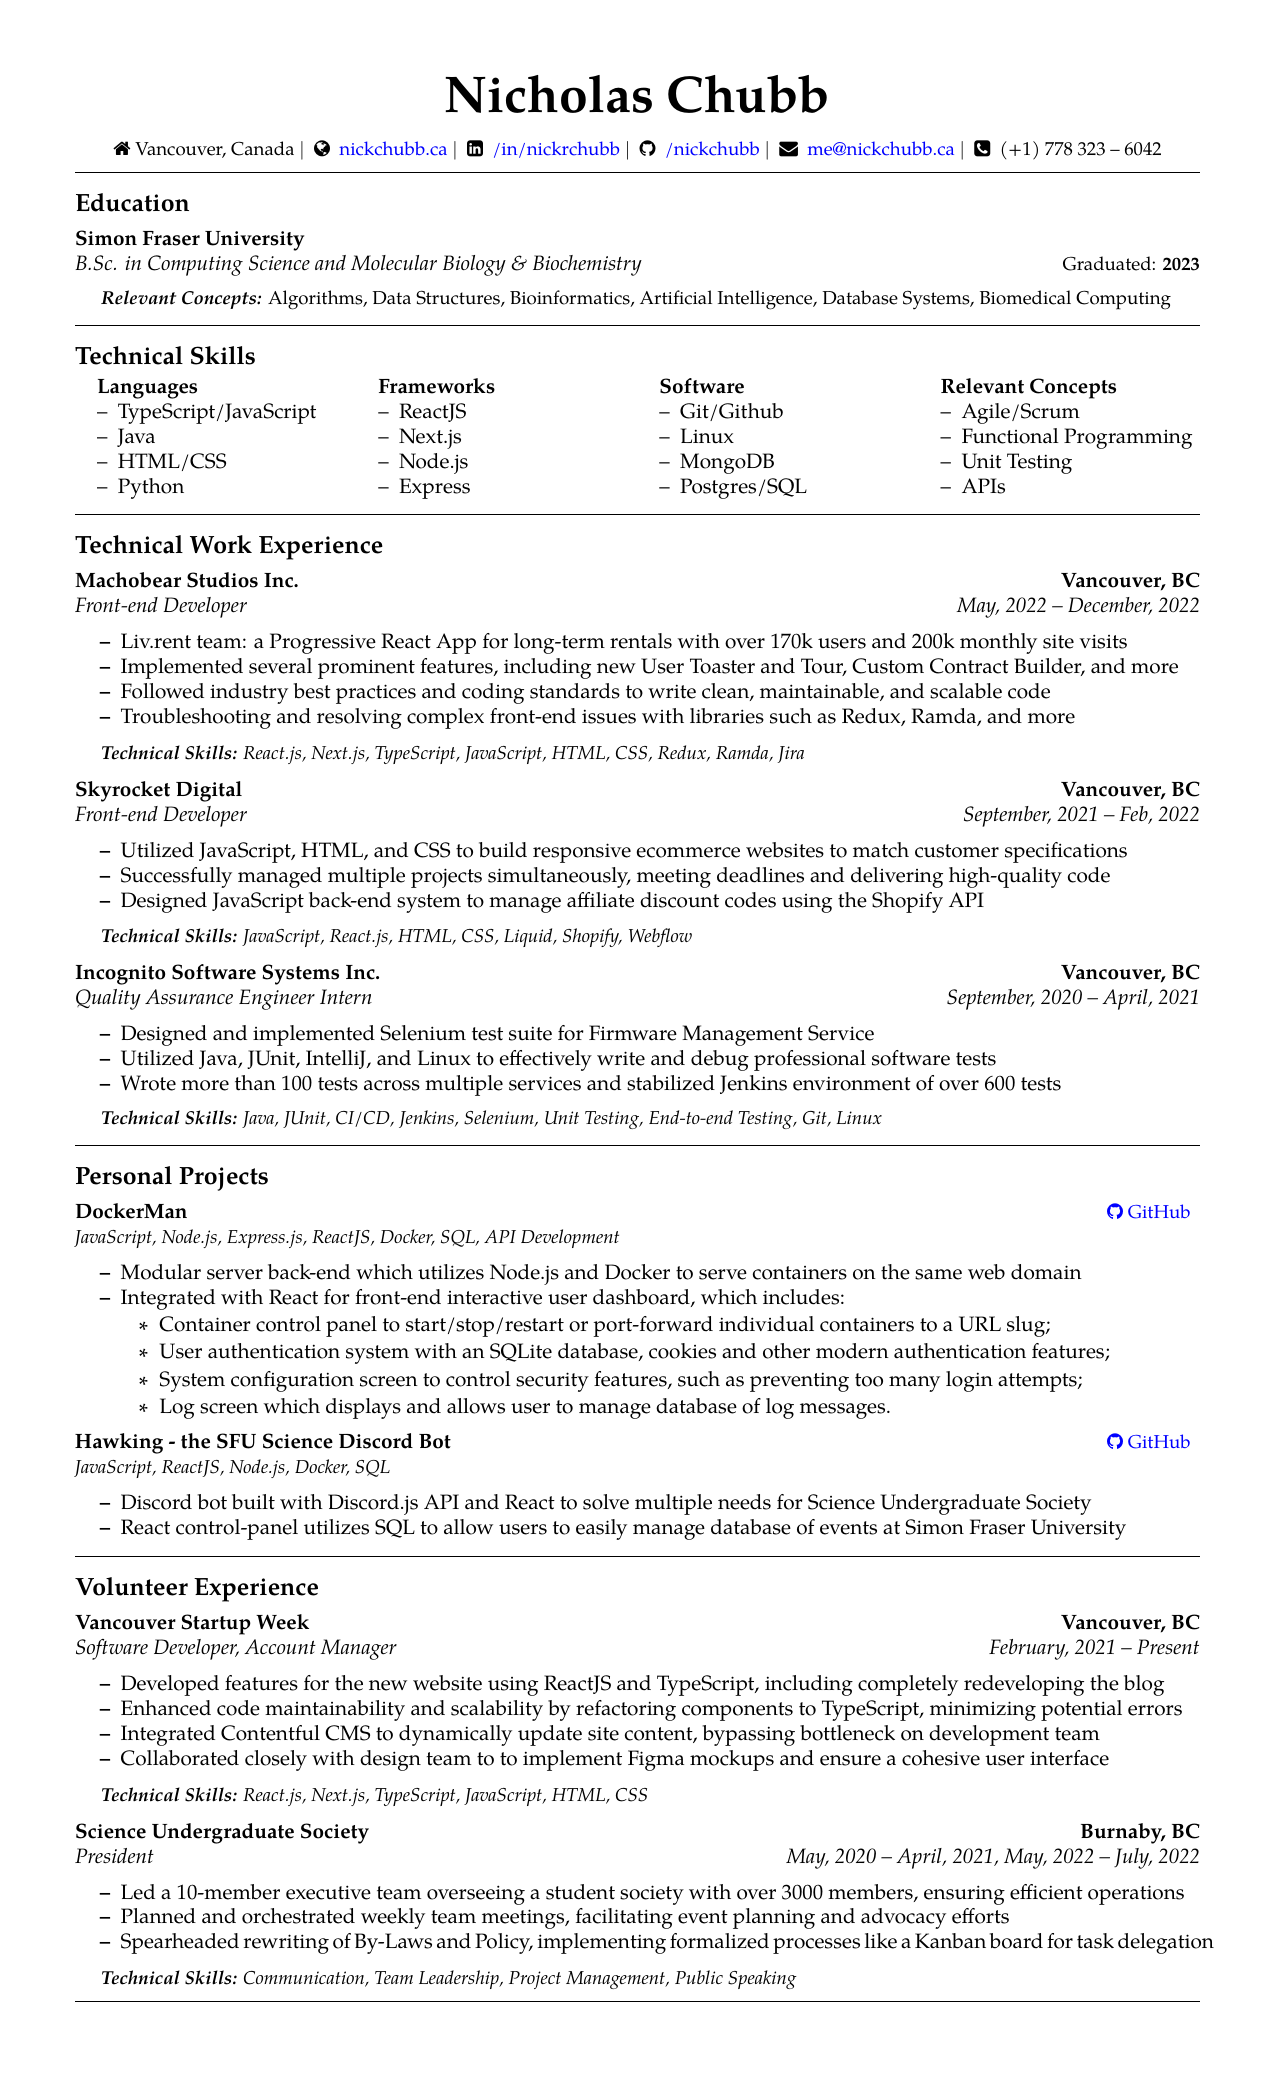 Nicholas Chubb
Vancouver, Canada | nickchubb.ca | /in/nickrchubb | /nickchubb | me@nickchubb.ca | (+1) 778 323 – 6042
Education
Simon Fraser University
B.Sc. in Computing Science and Molecular Biology & Biochemistry Graduated: 2023
Relevant Concepts: Algorithms, Data Structures, Bioinformatics, Artificial Intelligence, Database Systems, Biomedical Computing
Technical Skills
Languages Frameworks Software Relevant Concepts
– TypeScript/JavaScript – ReactJS – Git/Github – Agile/Scrum
– Java – Next.js – Linux – Functional Programming
– HTML/CSS – Node.js – MongoDB – Unit Testing
– Python – Express – Postgres/SQL – APIs
Technical Work Experience
Machobear Studios Inc. Vancouver, BC
Front-end Developer May, 2022 – December, 2022
– Liv.rent team: a Progressive React App for long-term rentals with over 170k users and 200k monthly site visits
– Implemented several prominent features, including new User Toaster and Tour, Custom Contract Builder, and more
– Followed industry best practices and coding standards to write clean, maintainable, and scalable code
– Troubleshooting and resolving complex front-end issues with libraries such as Redux, Ramda, and more
Technical Skills: React.js, Next.js, TypeScript, JavaScript, HTML, CSS, Redux, Ramda, Jira
Skyrocket Digital Vancouver, BC
Front-end Developer September, 2021 – Feb, 2022
– Utilized JavaScript, HTML, and CSS to build responsive ecommerce websites to match customer specifications
– Successfully managed multiple projects simultaneously, meeting deadlines and delivering high-quality code
– Designed JavaScript back-end system to manage affiliate discount codes using the Shopify API
Technical Skills: JavaScript, React.js, HTML, CSS, Liquid, Shopify, Webflow
Incognito Software Systems Inc. Vancouver, BC
Quality Assurance Engineer Intern September, 2020 – April, 2021
– Designed and implemented Selenium test suite for Firmware Management Service
– Utilized Java, JUnit, IntelliJ, and Linux to effectively write and debug professional software tests
– Wrote more than 100 tests across multiple services and stabilized Jenkins environment of over 600 tests
Technical Skills: Java, JUnit, CI/CD, Jenkins, Selenium, Unit Testing, End-to-end Testing, Git, Linux
Personal Projects
DockerMan GitHub
JavaScript, Node.js, Express.js, ReactJS, Docker, SQL, API Development
– Modular server back-end which utilizes Node.js and Docker to serve containers on the same web domain
– Integrated with React for front-end interactive user dashboard, which includes:
* Container control panel to start/stop/restart or port-forward individual containers to a URL slug;
* User authentication system with an SQLite database, cookies and other modern authentication features;
* System configuration screen to control security features, such as preventing too many login attempts;
* Log screen which displays and allows user to manage database of log messages.
Hawking - the SFU Science Discord Bot GitHub
JavaScript, ReactJS, Node.js, Docker, SQL
– Discord bot built with Discord.js API and React to solve multiple needs for Science Undergraduate Society
– React control-panel utilizes SQL to allow users to easily manage database of events at Simon Fraser University
Volunteer Experience
Vancouver Startup Week Vancouver, BC
Software Developer, Account Manager February, 2021 – Present
– Developed features for the new website using ReactJS and TypeScript, including completely redeveloping the blog
– Enhanced code maintainability and scalability by refactoring components to TypeScript, minimizing potential errors
– Integrated Contentful CMS to dynamically update site content, bypassing bottleneck on development team
– Collaborated closely with design team to to implement Figma mockups and ensure a cohesive user interface
Technical Skills: React.js, Next.js, TypeScript, JavaScript, HTML, CSS
Science Undergraduate Society Burnaby, BC
President May, 2020 – April, 2021, May, 2022 – July, 2022
– Led a 10-member executive team overseeing a student society with over 3000 members, ensuring efficient operations
– Planned and orchestrated weekly team meetings, facilitating event planning and advocacy efforts
– Spearheaded rewriting of By-Laws and Policy, implementing formalized processes like a Kanban board for task delegation
Technical Skills: Communication, Team Leadership, Project Management, Public Speaking